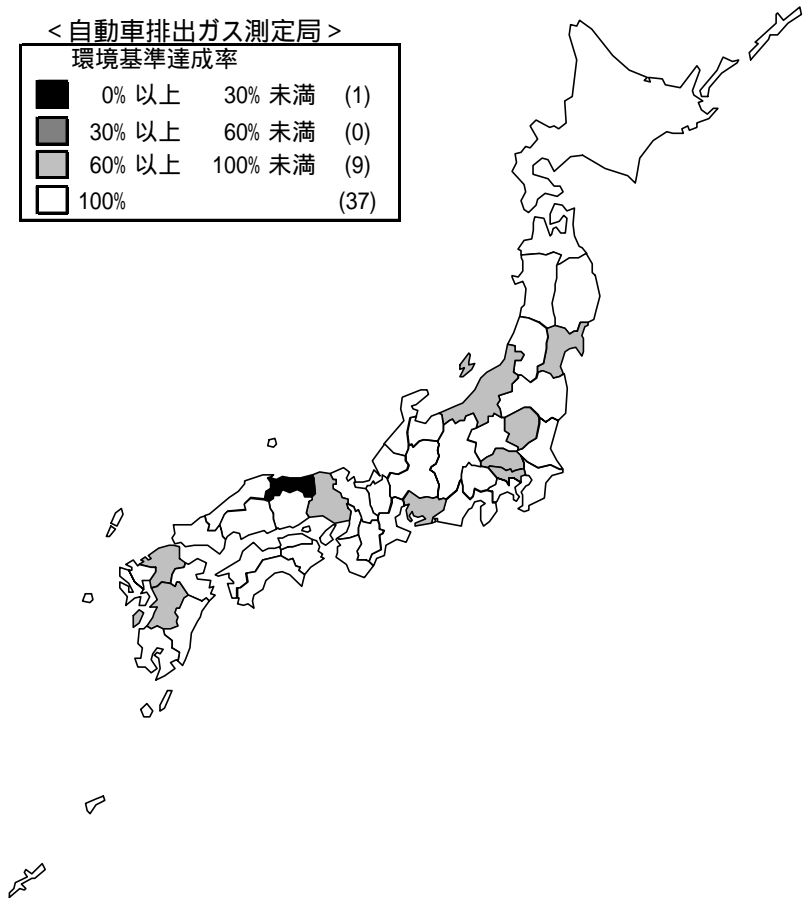 ＜自動車排出ガス測定局＞
環境基準達成率
0% 以上 30% 未満 (1)
30% 以上 60% 未満 (0)
60% 以上 100% 未満 (9)
100% (37)